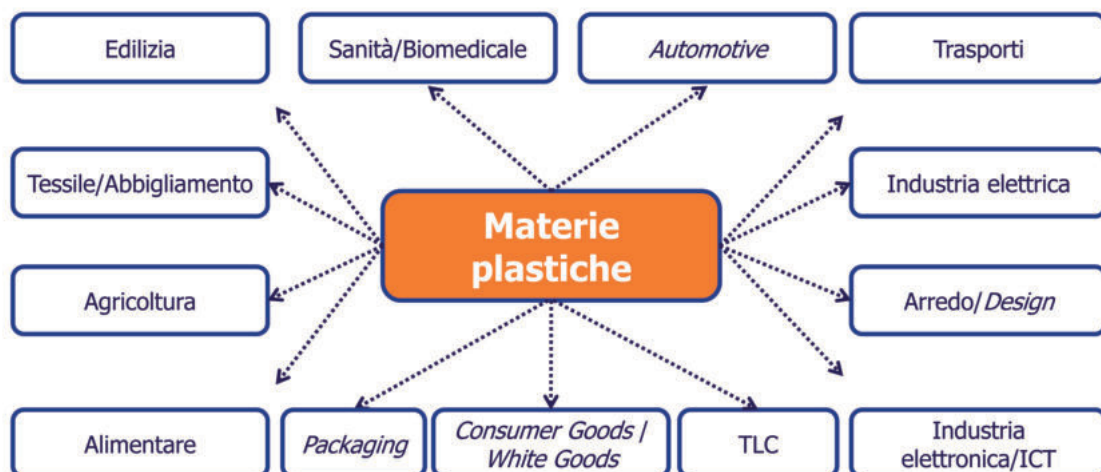 Edilizia
Sanità/Biomedicale
Automotive
Trasporti
Tessile/Abbigliamento
Industria elettrica
Materie
plastiche
Agricoltura
Arredo/Design
Alimentare
Packaging
Consumer Goods |
White Goods
TLC
Industria
elettronica/ICT